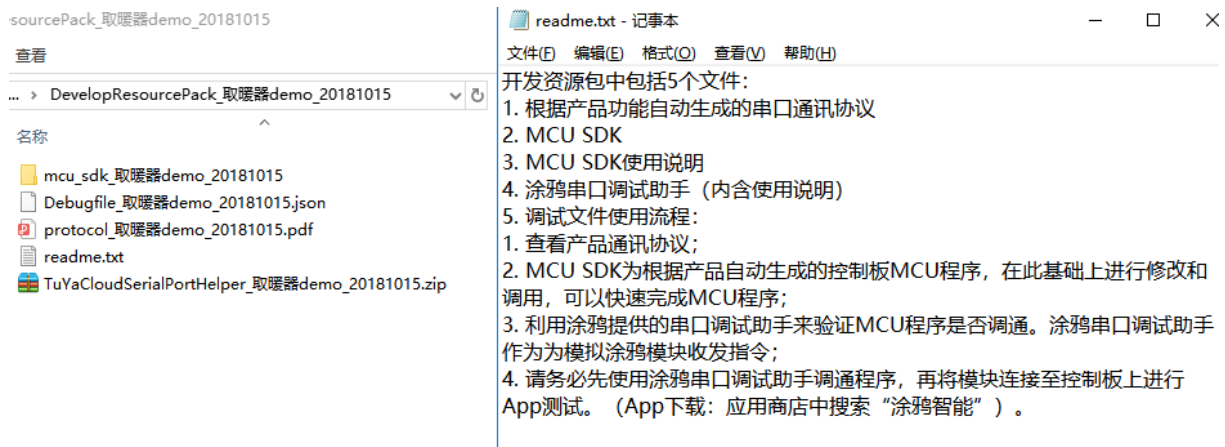 sourcePack_取暖器demo_20181015
查看
... › DevelopResourcePack_取暖器demo_20181015
名称
mcu_sdk_取暖器demo_20181015
Debugfile_取暖器demo_20181015.json
protocol_取暖器demo_20181015.pdf
readme.txt
TuYaCloudSerialPortHelper_取暖器demo_20181015.zip
readme.txt - 记事本
文件(F) 编辑(E) 格式(O) 查看(V) 帮助(H)
开发资源包中包括5个文件：
1. 根据产品功能自动生成的串口通讯协议
2. MCU SDK
3. MCU SDK使用说明
4. 涂鸦串口调试助手（内含使用说明）
5. 调试文件使用流程：
1. 查看产品通讯协议；
2. MCU SDK为根据产品自动生成的控制板MCU程序，在此基础上进行修改和
调用，可以快速完成MCU程序；
3. 利用涂鸦提供的串口调试助手来验证MCU程序是否调通。涂鸦串口调试助手
作为为模拟涂鸦模块收发指令；
4. 请务必先使用涂鸦串口调试助手调通程序，再将模块连接至控制板上进行
App测试。（App下载：应用商店中搜索“涂鸦智能”）。